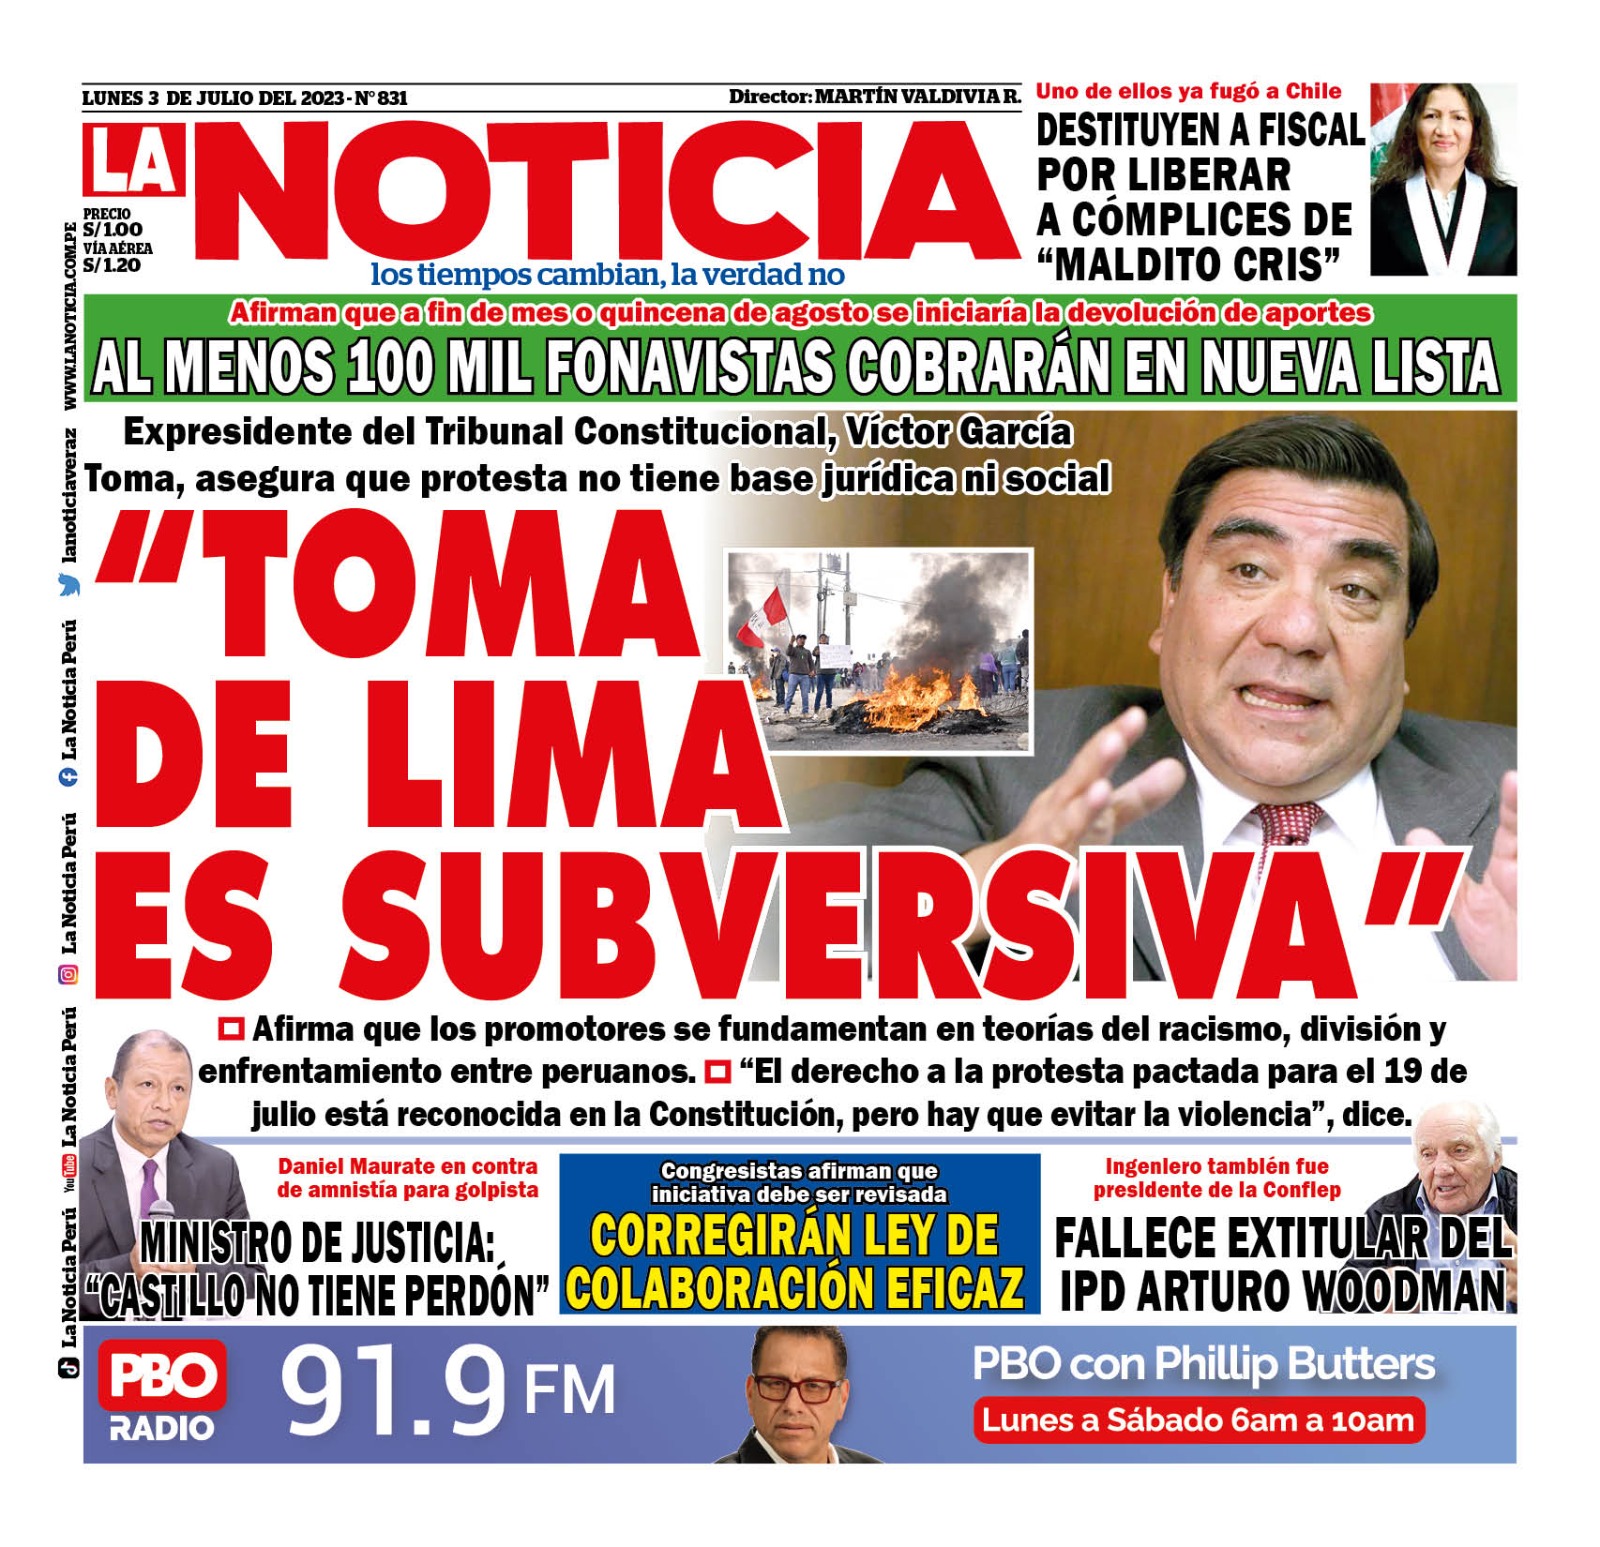 LUNES 3 DE JULIO DEL 2023 - N° 831
Director: MARTÍN VALDIVIA R.
LA NOTICIA
PRECIO
S/ 1.00
VÍA AÉREA
S/ 1.20
los tiempos cambian, la verdad no
Uno de ellos ya fugó a Chile
DESTITUYEN A FISCAL
POR LIBERAR
A CÓMPLICES DE
“MALDITO CRIS”
Afirman que a fin de mes o quincena de agosto se iniciaría la devolución de aportes
AL MENOS 100 MIL FONAVISTAS COBRARÁN EN NUEVA LISTA
Expresidente del Tribunal Constitucional, Víctor García
Toma, asegura que protesta no tiene base jurídica ni social
“TOMA
DE LIMA
ES SUBVERSIVA”
Afirma que los promotores se fundamentan en teorías del racismo, división y
enfrentamiento entre peruanos. “El derecho a la protesta pactada para el 19 de
julio está reconocida en la Constitución, pero hay que evitar la violencia”, dice.
Daniel Maurate en contra
de amnistía para golpista
MINISTRO DE JUSTICIA:
“CASTILLO NO TIENE PERDÓN”
Congresistas afirman que
iniciativa debe ser revisada
CORREGIRÁN LEY DE
COLABORACIÓN EFICAZ
Ingeniero también fue
presidente de la Confiep
FALLECE EXTITULAR DEL
IPD ARTURO WOODMAN
PBO
RADIO
91.9 FM
PBO con Phillip Butters
Lunes a Sábado 6am a 10am
WWW.LANOTICIA.COM.PE
lanoticiaveraz
La Noticia Perú
La Noticia Perú
YouTube La Noticia Perú
La Noticia Perú